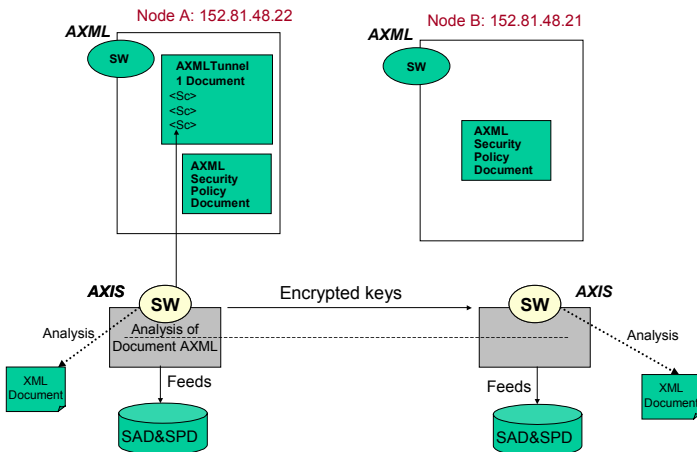 Node A: 152.81.48.22
Node B: 152.81.48.21
AXML
AXML
SW
SW
AXMLTunnel
1 Document
<Sc>
<Sc>
<Sc>
AXML
Security
Policy
Document
AXML
Security
Policy
Document
AXIS
SW
Encrypted keys
SW
AXIS
Analysis
Analysis of
Document AXML
Analysis
XML
Document
Feeds
Feeds
XML
Document
SAD&SPD
SAD&SPD